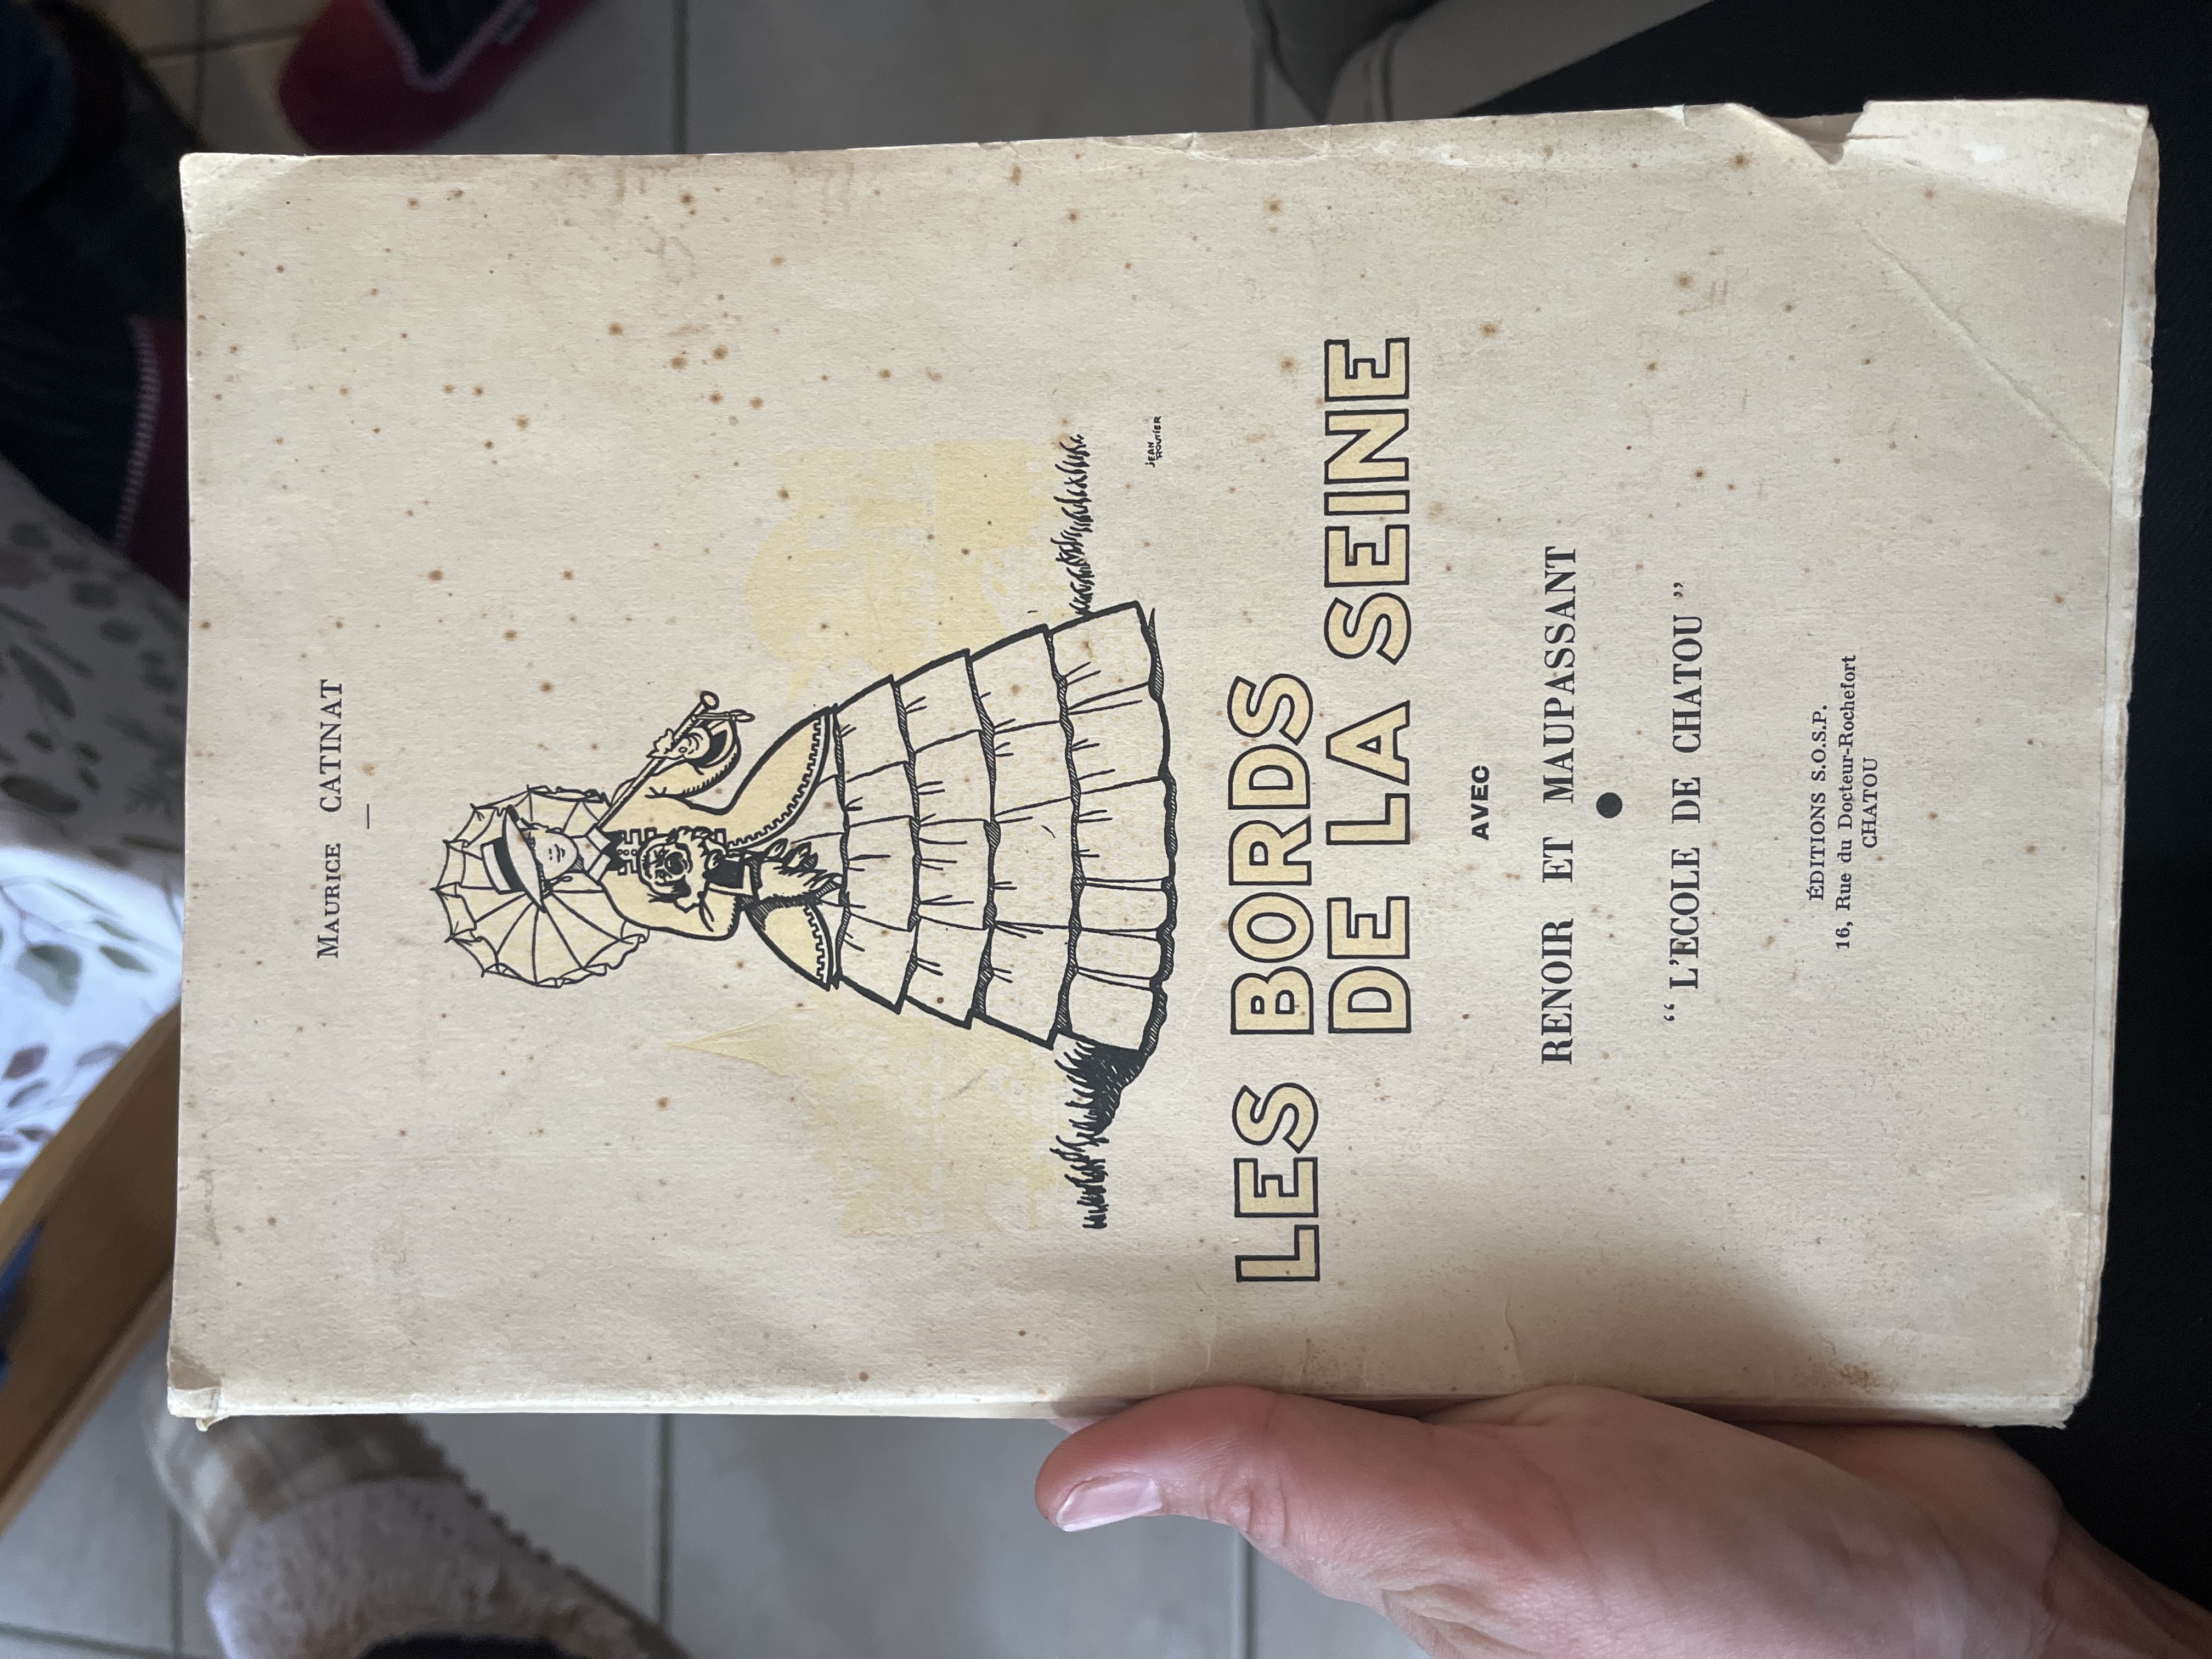 MAURICE CATINAT
JEAN
ROUTIER
LES BORDS
DE LA SEINE
AVEC
RENOIR ET MAUPASSANT
“ L'ECOLE DE CHATOU ”
ÉDITIONS S.O.S.P.
16, Rue du Docteur-Rochefort
CHATOU